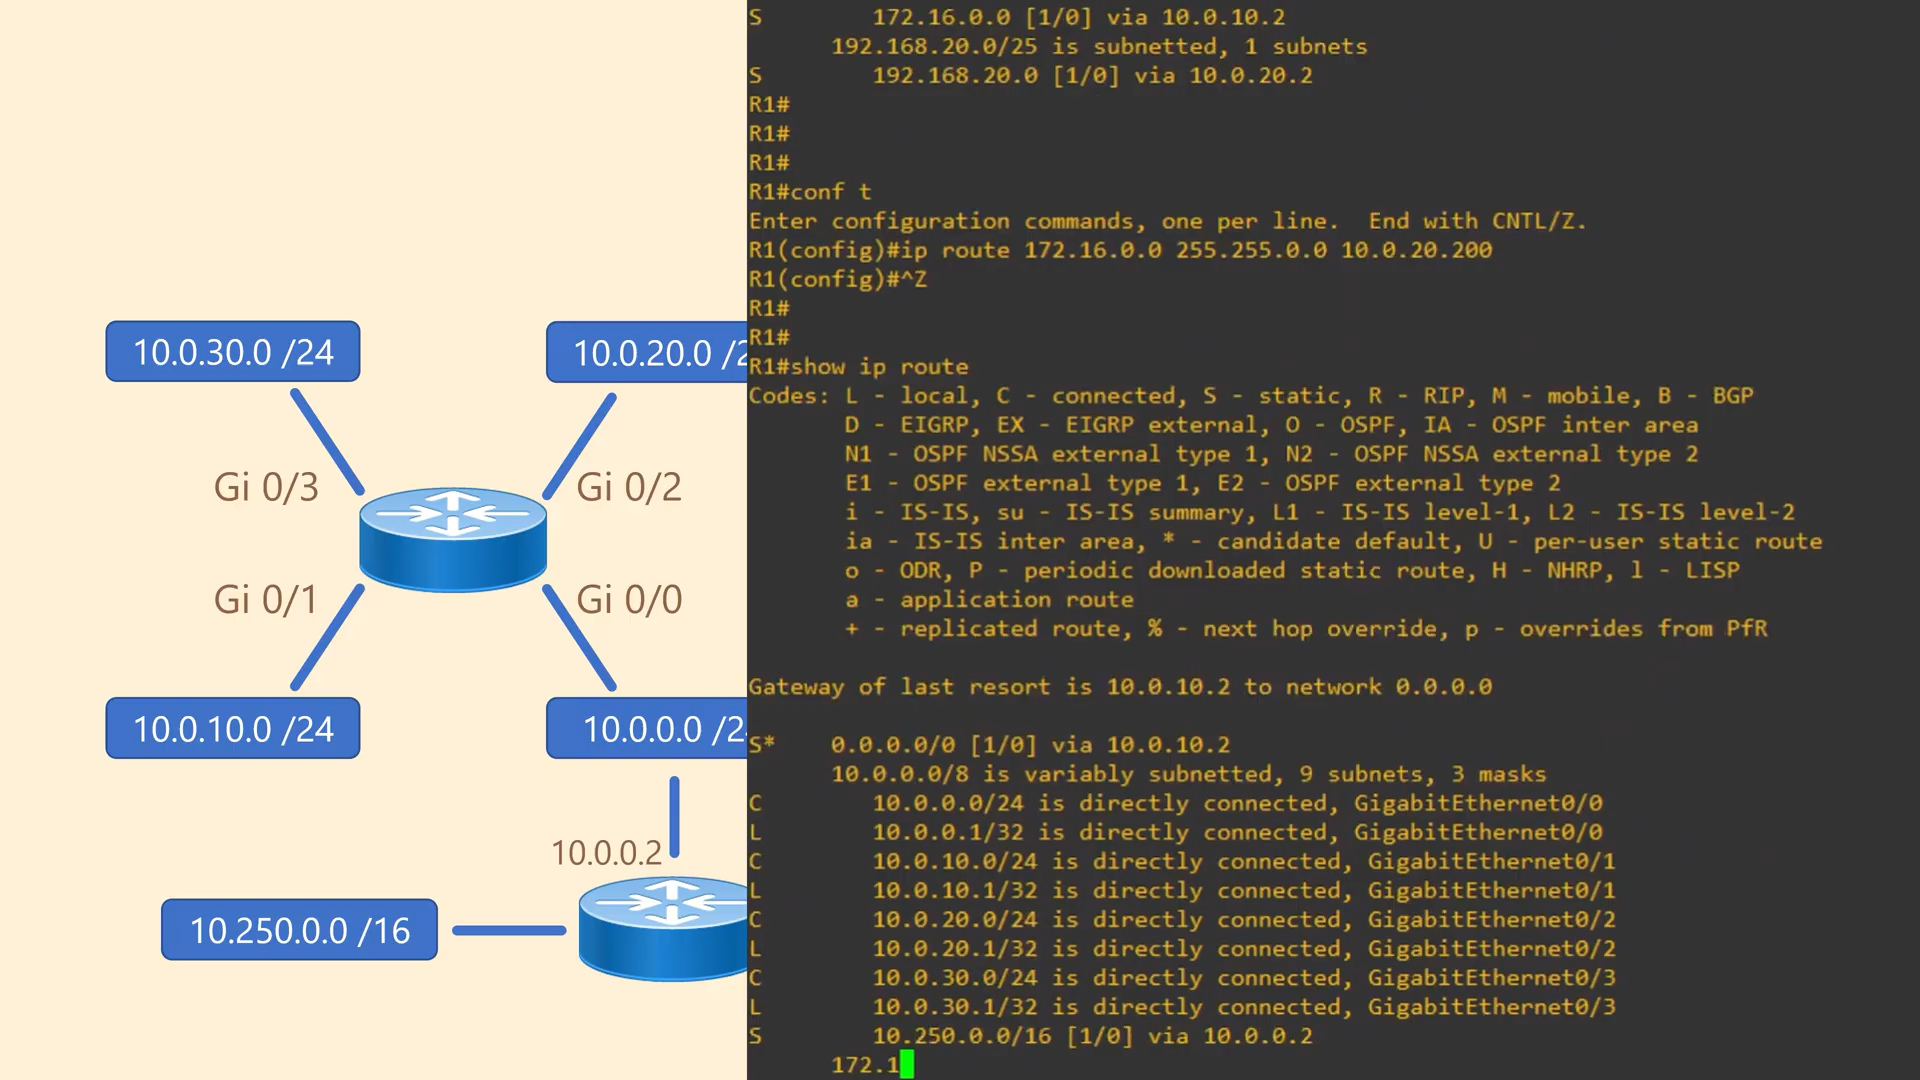 10.0.30.0 /24
10.0.20.0 /2
Gi 0/3
Gi 0/2
Gi 0/1
Gi 0/0
10.0.10.0 /24
10.0.0.0 /2
10.0.0.2
10.250.0.0 /16
S 172.16.0.0 [1/0] via 10.0.10.2
192.168.20.0/25 is subnetted, 1 subnets
S 192.168.20.0 [1/0] via 10.0.20.2
R1#
R1#
R1#
R1#conf t
Enter configuration commands, one per line. End with CNTL/Z.
R1(config)#ip route 172.16.0.0 255.255.0.0 10.0.20.200
R1(config)#^Z
R1#
R1#
R1#show ip route
Codes: L - local, C - connected, S - static, R - RIP, M - mobile, B - BGP
D - EIGRP, EX - EIGRP external, O - OSPF, IA - OSPF inter area
N1 - OSPF NSSA external type 1, N2 - OSPF NSSA external type 2
E1 - OSPF external type 1, E2 - OSPF external type 2
i - IS-IS, su - IS-IS summary, L1 - IS-IS level-1, L2 - IS-IS level-2
ia - IS-IS inter area, * - candidate default, U - per-user static route
o - ODR, P - periodic downloaded static route, H - NHRP, l - LISP
a - application route
+ - replicated route, % - next hop override, p - overrides from PfR
Gateway of last resort is 10.0.10.2 to network 0.0.0.0
S* 0.0.0.0/0 [1/0] via 10.0.10.2
10.0.0.0/8 is variably subnetted, 9 subnets, 3 masks
C 10.0.0.0/24 is directly connected, GigabitEthernet0/0
L 10.0.0.1/32 is directly connected, GigabitEthernet0/0
C 10.0.10.0/24 is directly connected, GigabitEthernet0/1
L 10.0.10.1/32 is directly connected, GigabitEthernet0/1
C 10.0.20.0/24 is directly connected, GigabitEthernet0/2
L 10.0.20.1/32 is directly connected, GigabitEthernet0/2
C 10.0.30.0/24 is directly connected, GigabitEthernet0/3
L 10.0.30.1/32 is directly connected, GigabitEthernet0/3
S 10.250.0.0/16 [1/0] via 10.0.0.2
172.1